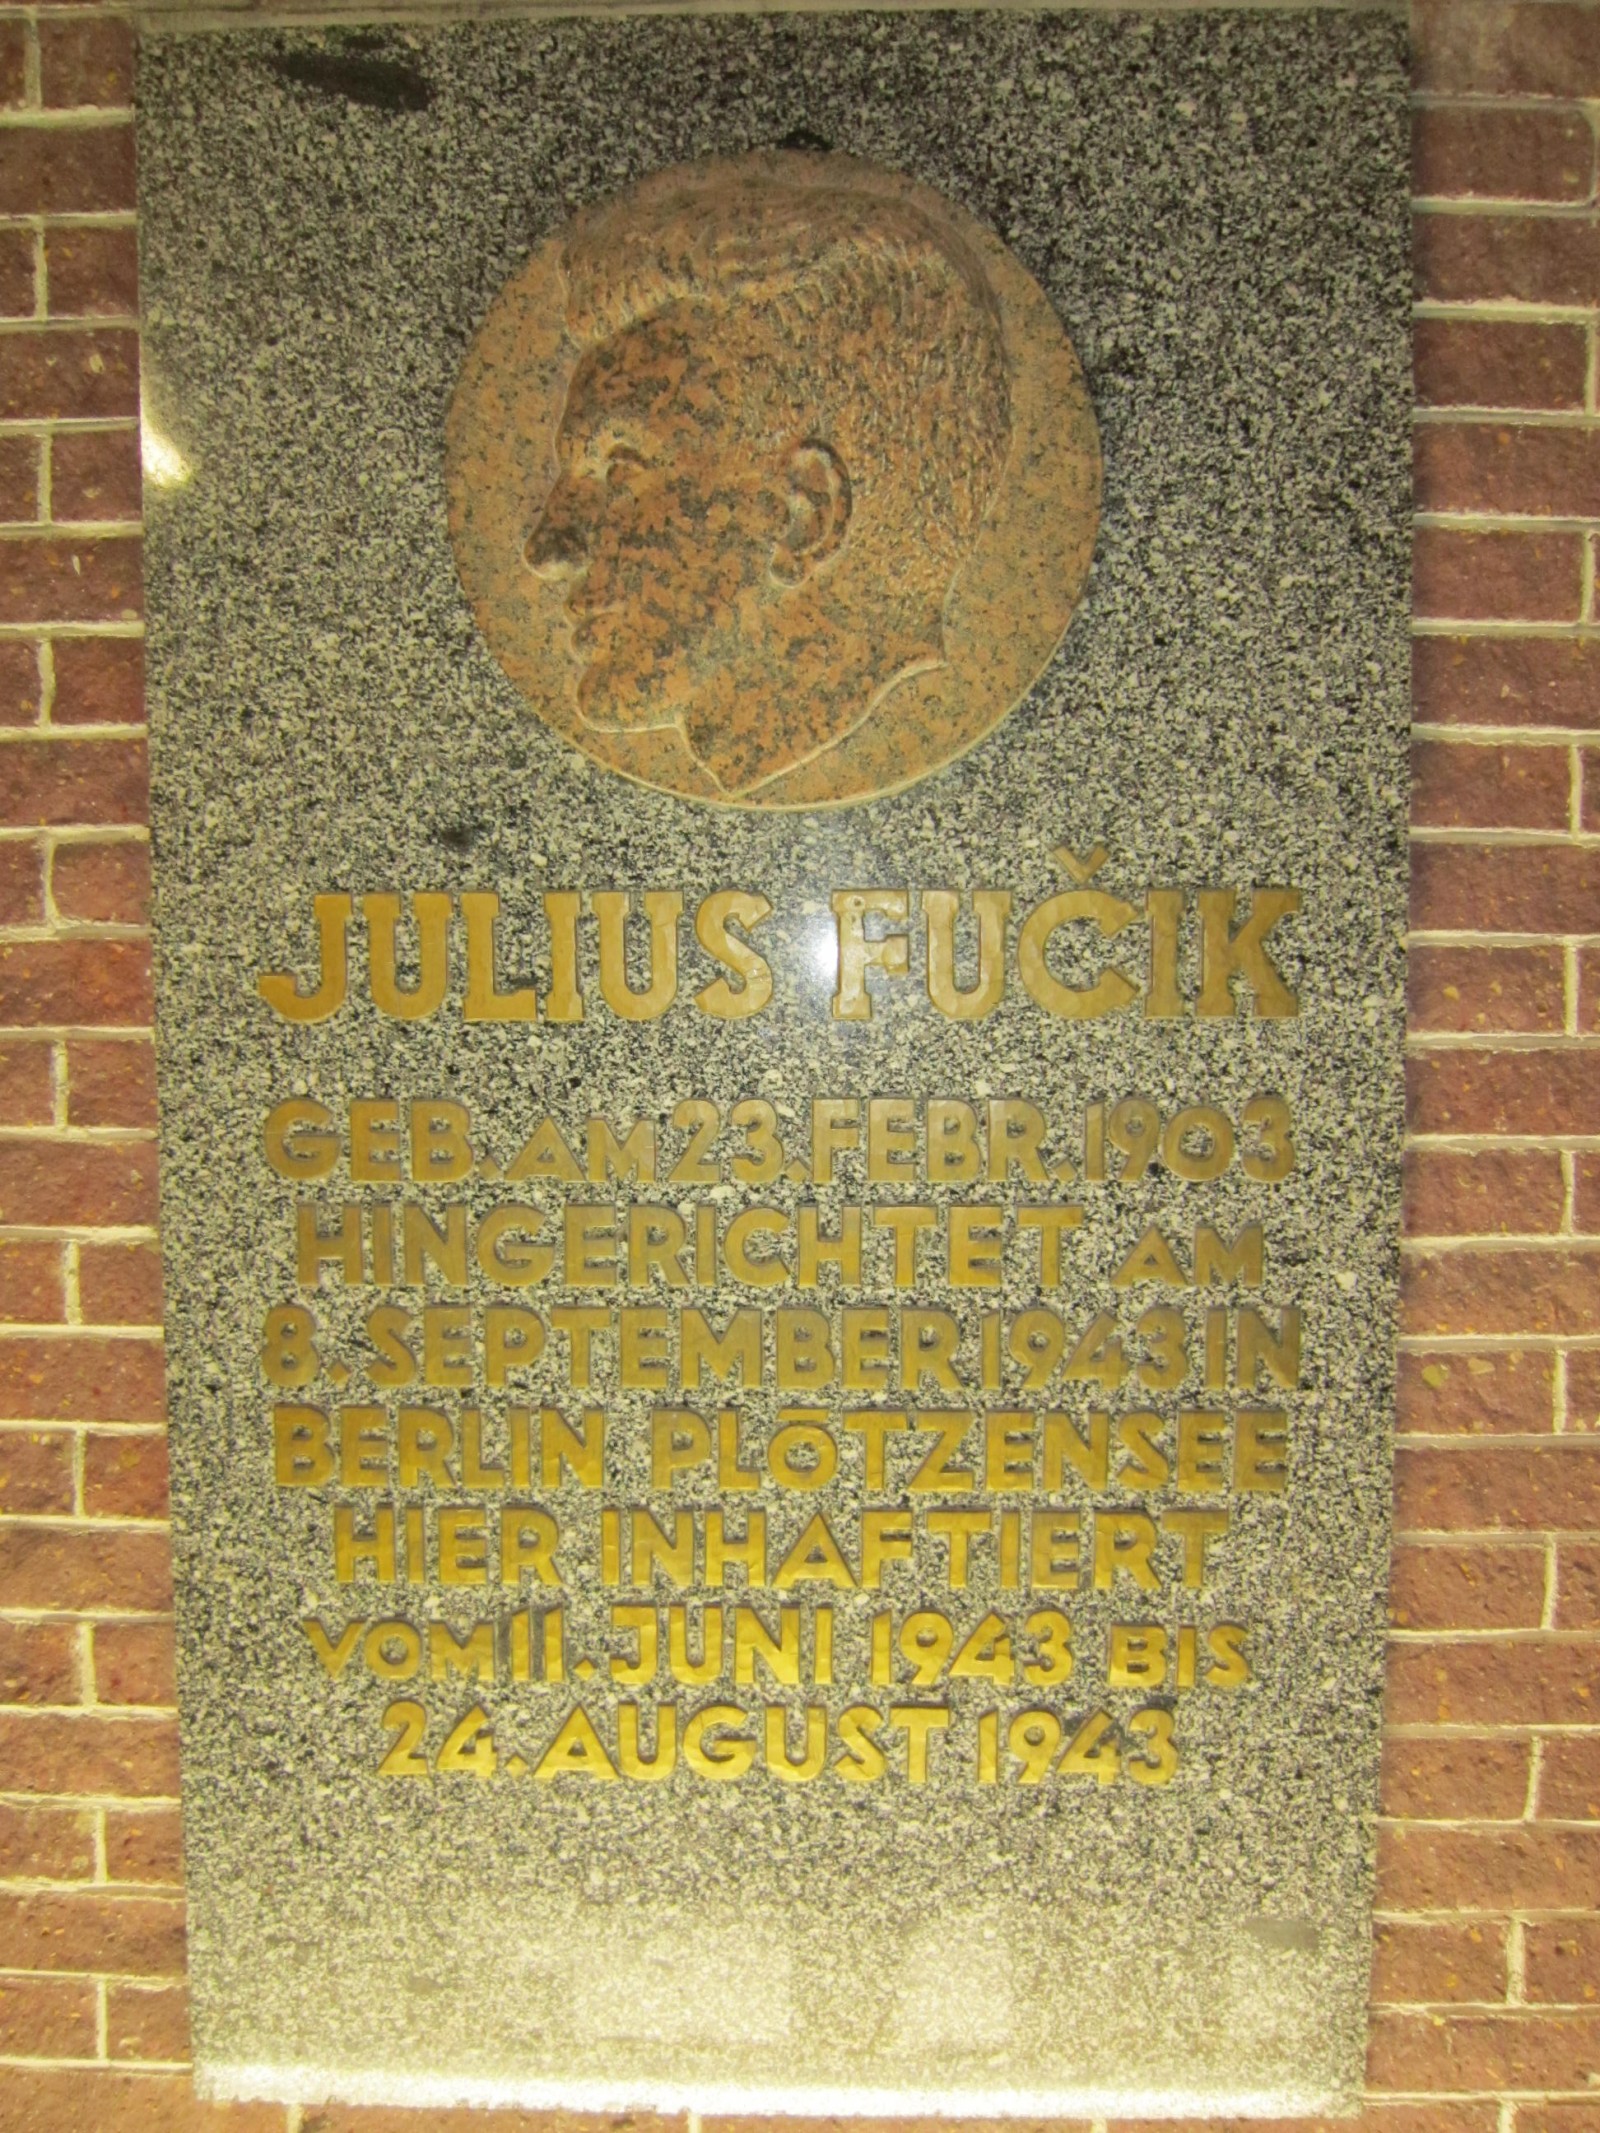 JULIUS FUČIK
GEB. AM 23. FEBR. 1903
HINGERICHTET AM
8. SEPTEMBER 1943 IN
BERLIN PLÖTZENSEE
HIER INHAFTIERT
VOM 11. JUNI 1943 BIS
24. AUGUST 1943